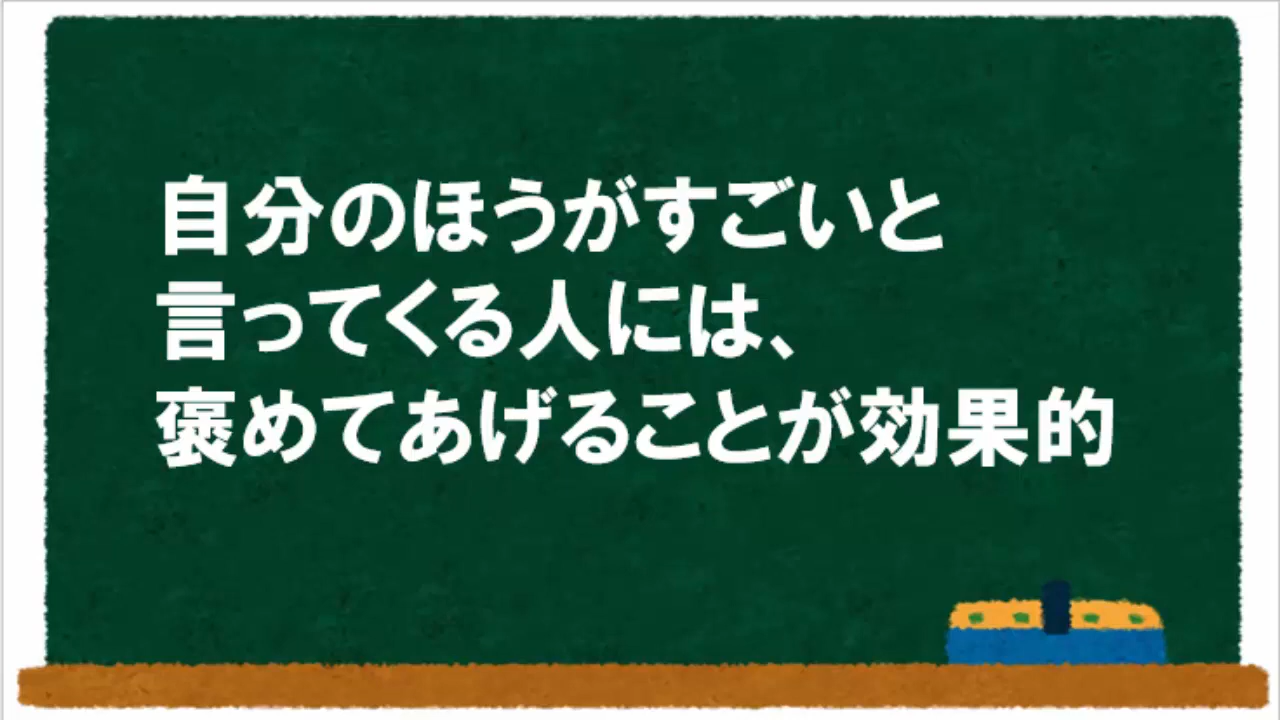 自分のほうがすごいと
言ってくる人には、
褒めてあげることが効果的